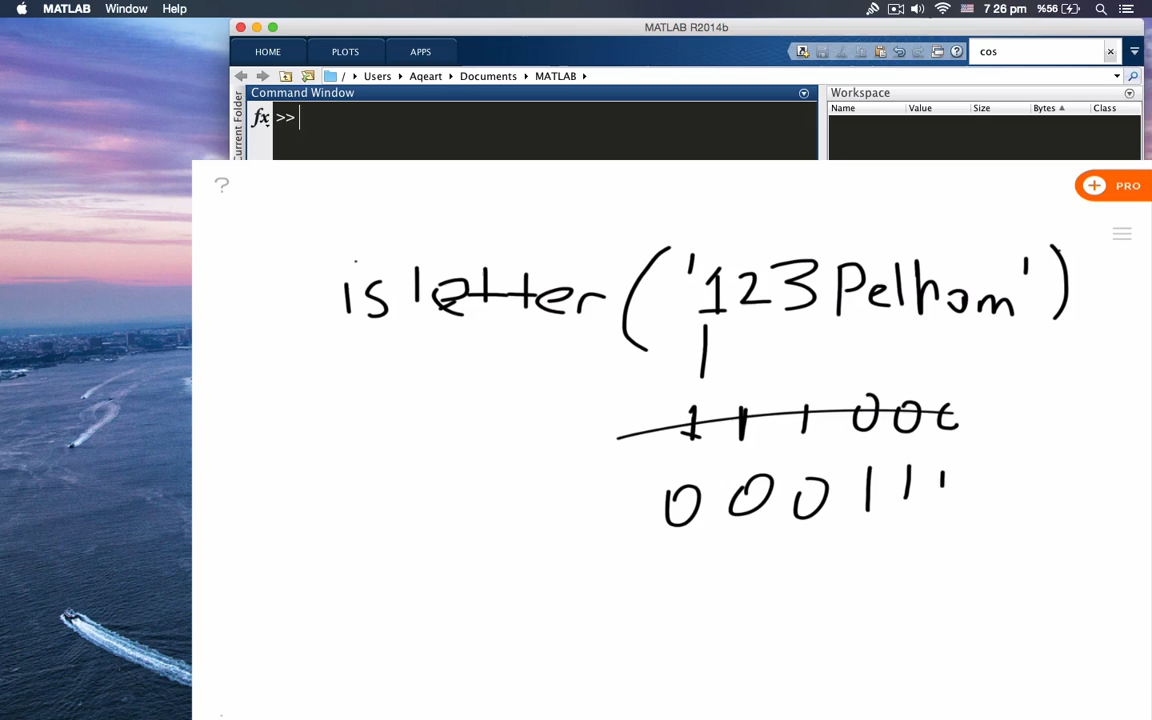 MATLAB Window Help 7 26 pm %56
MATLAB R2014b
HOME PLOTS APPS cos
/ Users Aqeart Documents MATLAB
Current Folder
Command Window
fx >>
Workspace
Name Value Size Bytes Class
? PRO
isletter('123Pelham')
1 1 1 0 0 0
0 0 0 1 1 1